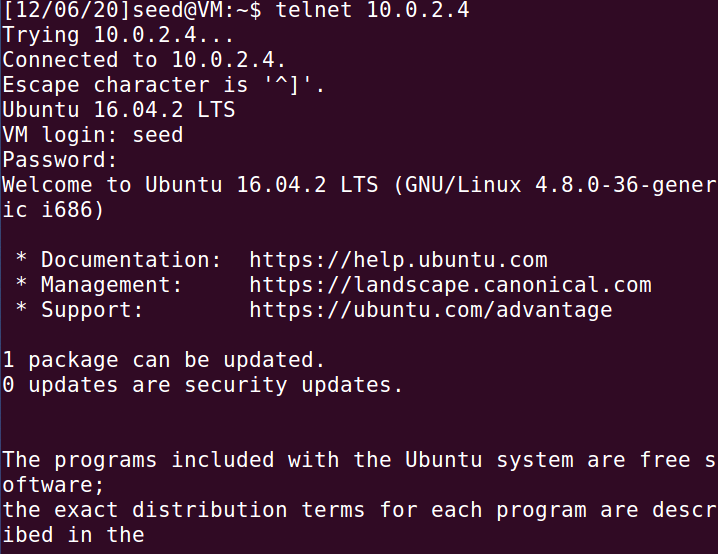 [12/06/20]seed@VM:~$ telnet 10.0.2.4
Trying 10.0.2.4...
Connected to 10.0.2.4.
Escape character is '^]'.
Ubuntu 16.04.2 LTS
VM login: seed
Password:
Welcome to Ubuntu 16.04.2 LTS (GNU/Linux 4.8.0-36-gener
ic i686)

 * Documentation:  https://help.ubuntu.com
 * Management:     https://landscape.canonical.com
 * Support:        https://ubuntu.com/advantage

1 package can be updated.
0 updates are security updates.


The programs included with the Ubuntu system are free s
oftware;
the exact distribution terms for each program are descr
ibed in the